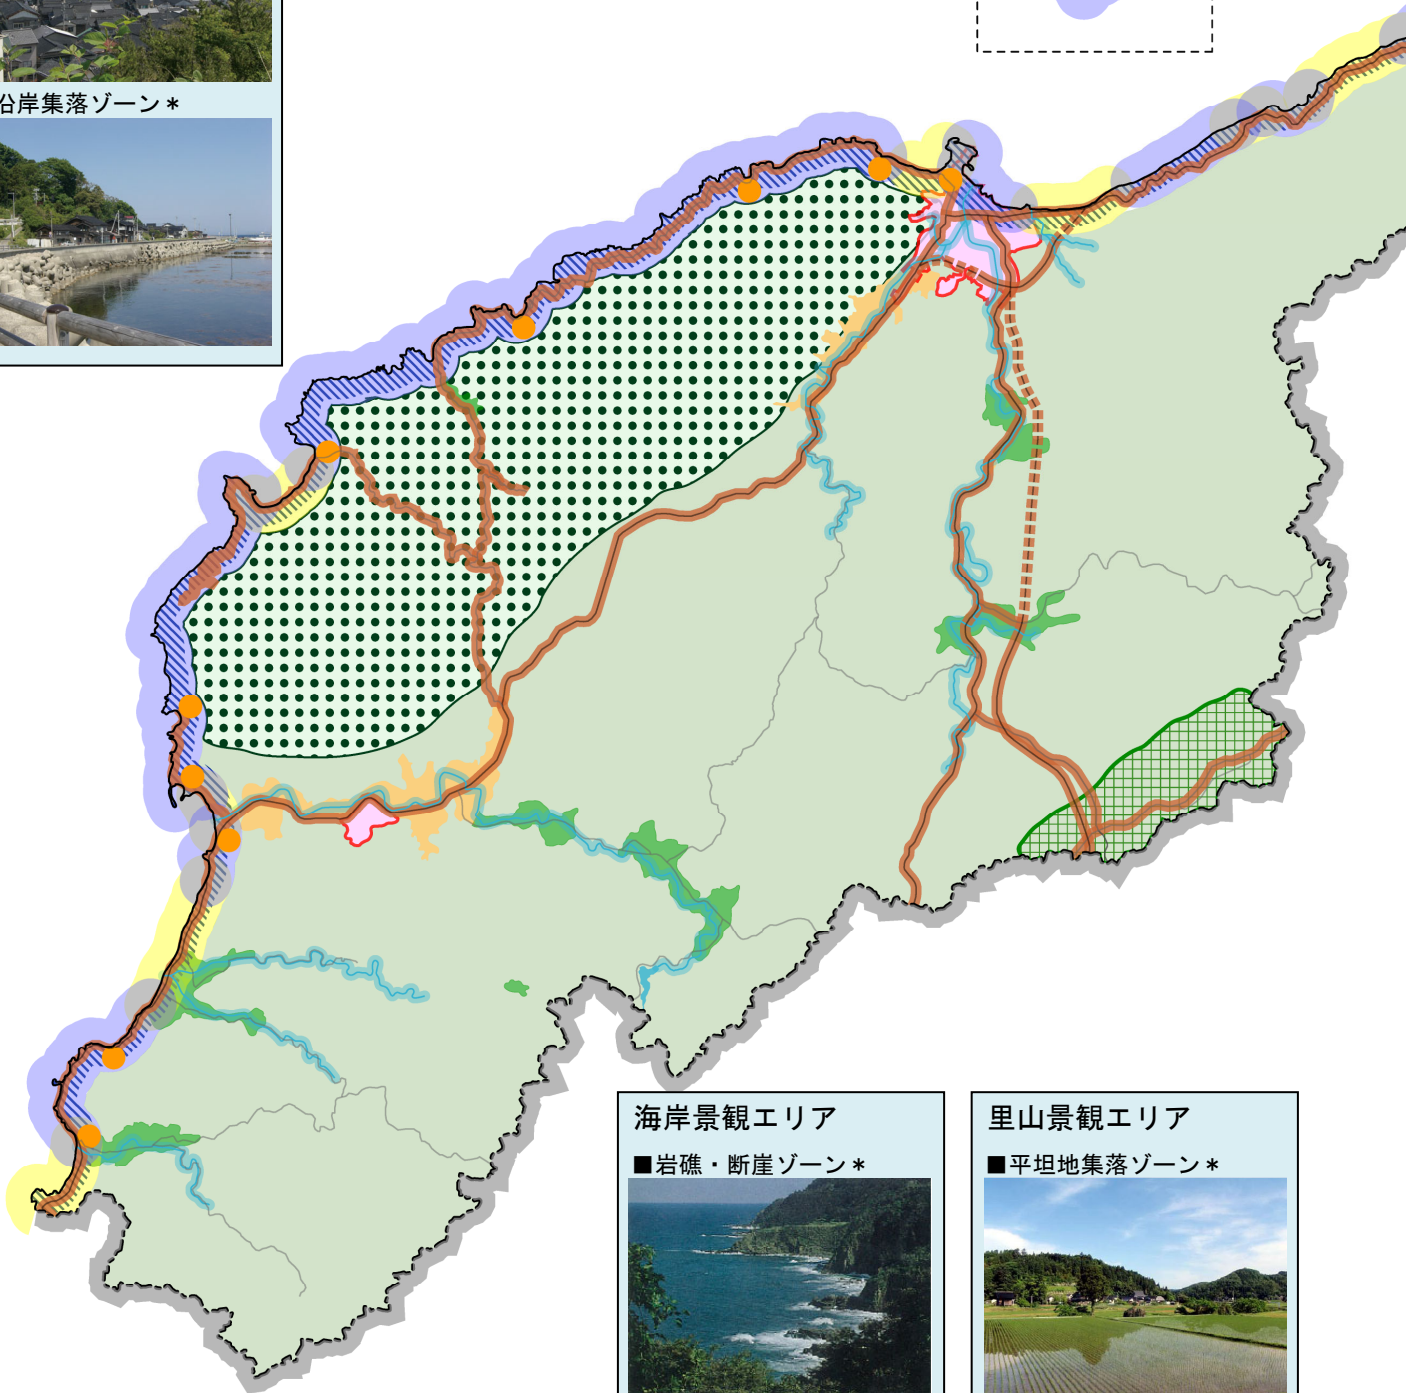 沿岸集落ゾーン＊
海岸景観エリア
■岩礁・断崖ゾーン＊
里山景観エリア
■平坦地集落ゾーン＊